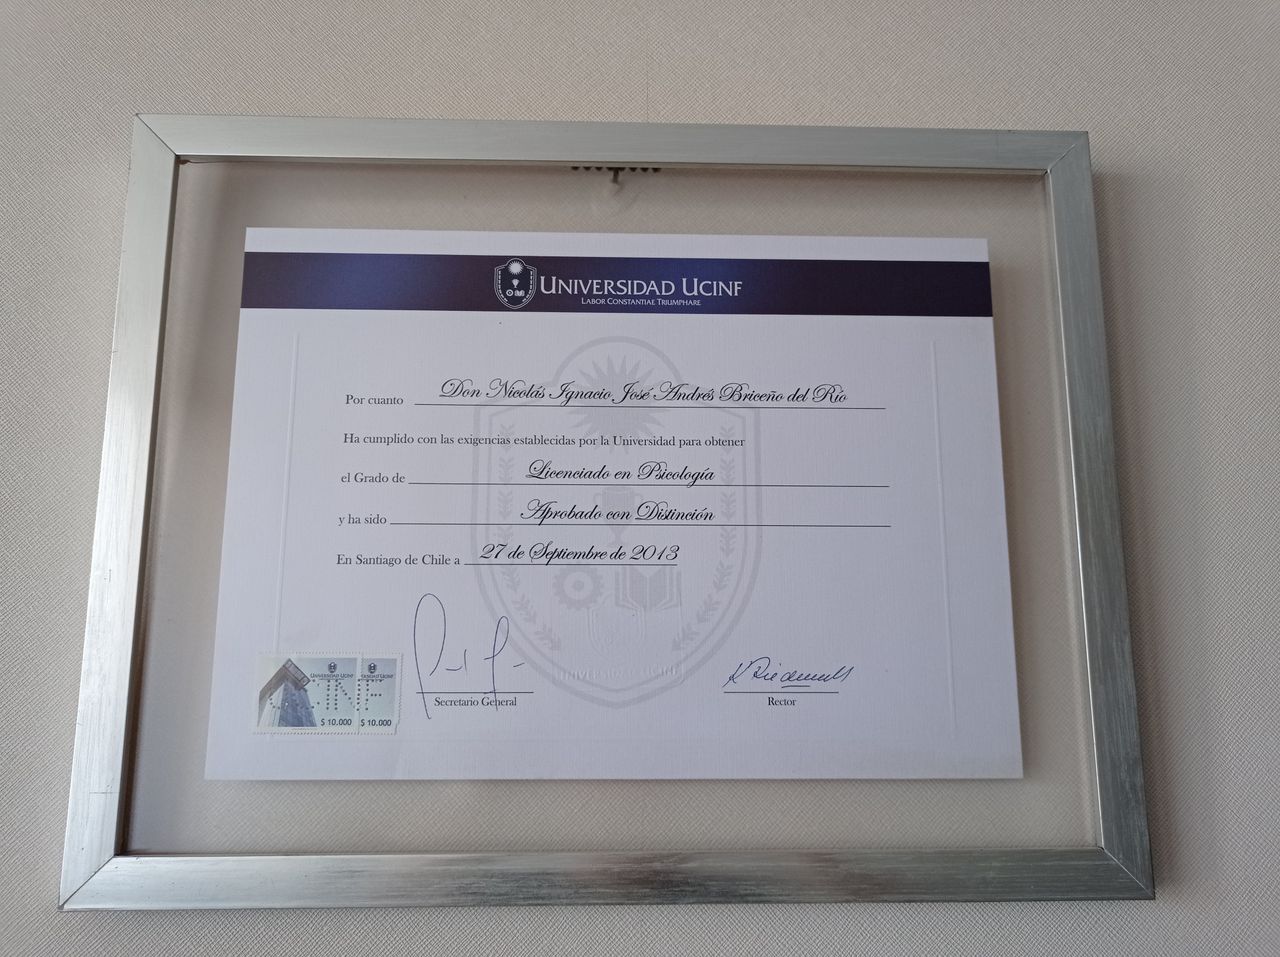 UNIVERSIDAD UCINF
LABOR CONSTANTIAE TRIUMPHARE
Por cuanto Don Nicolás Ignacio José Andrés Briceño del Río
Ha cumplido con las exigencias establecidas por la Universidad para obtener
el Grado de Licenciado en Psicología
y ha sido Aprobado con Distinción
En Santiago de Chile a 27 de Septiembre de 2013
UNIVERSIDAD UCINF
UNIVERSIDAD UCINF
$ 10.000 $ 10.000
Secretario General
Rector